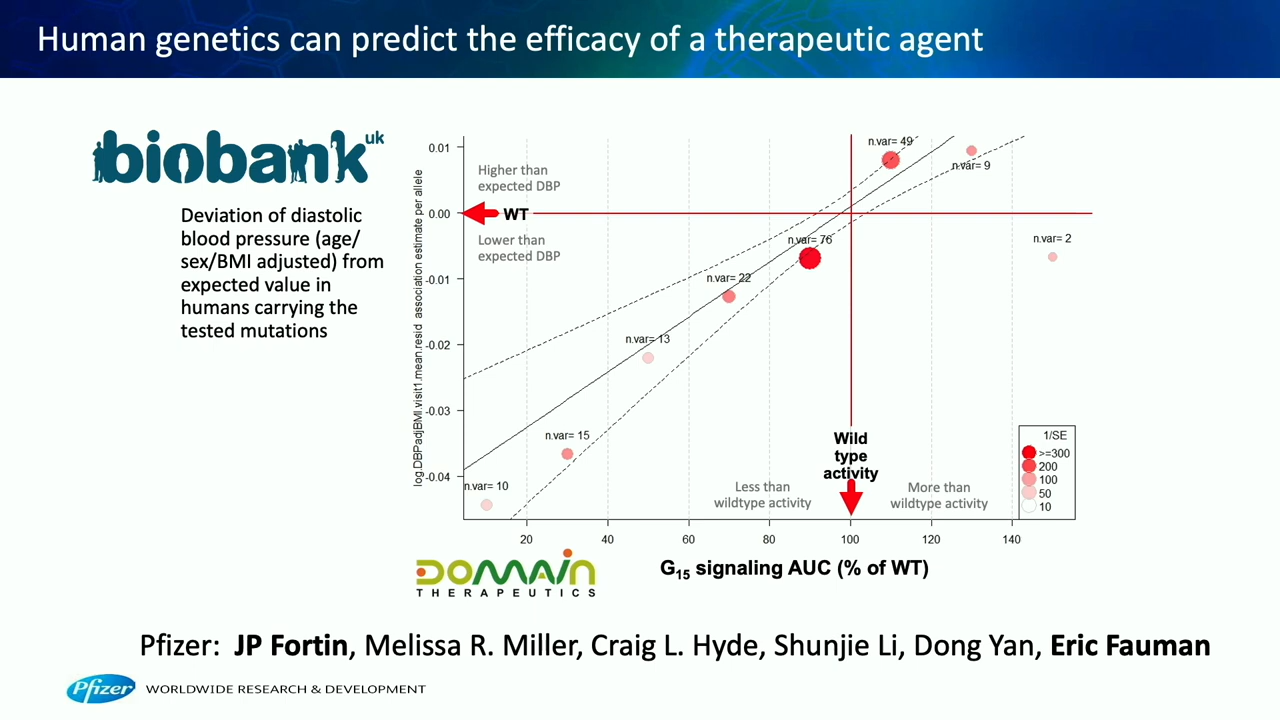 Human genetics can predict the efficacy of a therapeutic agent
biobank uk
Deviation of diastolic
blood pressure (age/
sex/BMI adjusted) from
expected value in
humans carrying the
tested mutations
log.DBPadjBMI.visit1.mean.resid association estimate per allele
0.01
0.00
-0.01
-0.02
-0.03
-0.04
Higher than
expected DBP
WT
Lower than
expected DBP
n.var= 49
n.var= 9
n.var= 76
n.var= 2
n.var= 22
n.var= 13
n.var= 15
n.var= 10
Wild
type
activity
Less than
wildtype activity
More than
wildtype activity
1/SE
>=300
200
100
50
10
20
40
60
80
100
120
140
G15 signaling AUC (% of WT)
DOMAIN
THERAPEUTICS
Pfizer: JP Fortin, Melissa R. Miller, Craig L. Hyde, Shunjie Li, Dong Yan, Eric Fauman
Pfizer
WORLDWIDE RESEARCH & DEVELOPMENT